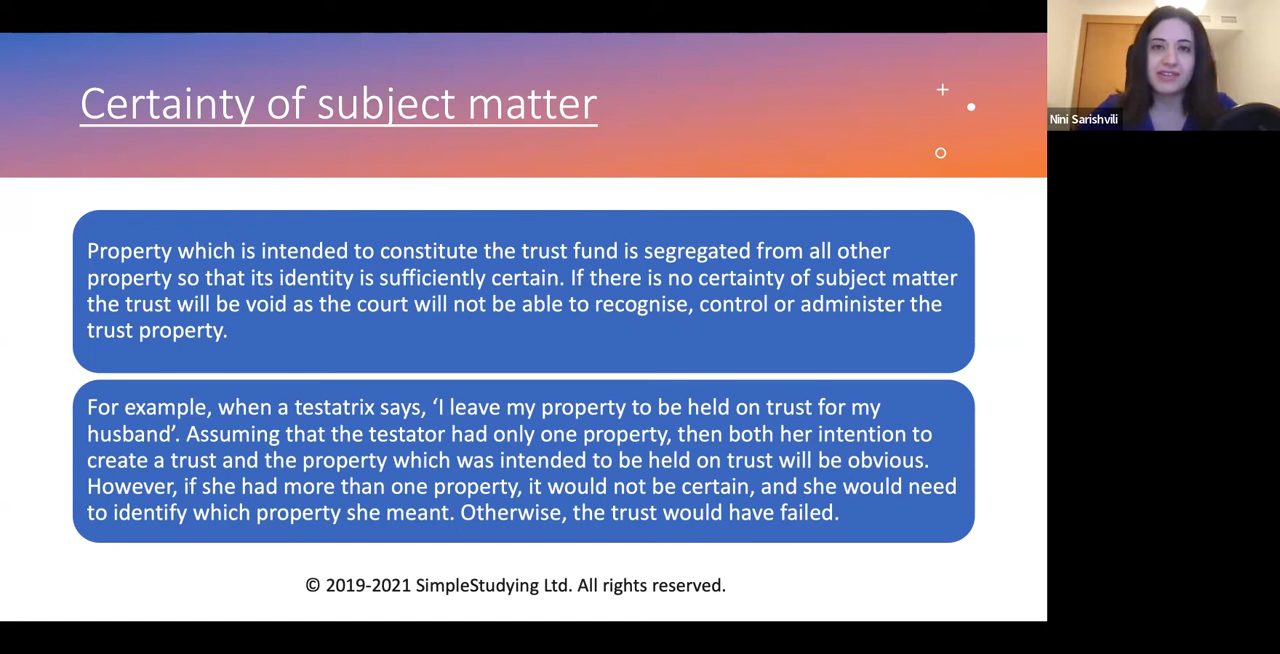 Certainty of subject matter
Nini Sarishvili
Property which is intended to constitute the trust fund is segregated from all other
property so that its identity is sufficiently certain. If there is no certainty of subject matter
the trust will be void as the court will not be able to recognise, control or administer the
trust property.
For example, when a testatrix says, ‘I leave my property to be held on trust for my
husband’. Assuming that the testator had only one property, then both her intention to
create a trust and the property which was intended to be held on trust will be obvious.
However, if she had more than one property, it would not be certain, and she would need
to identify which property she meant. Otherwise, the trust would have failed.
© 2019-2021 SimpleStudying Ltd. All rights reserved.